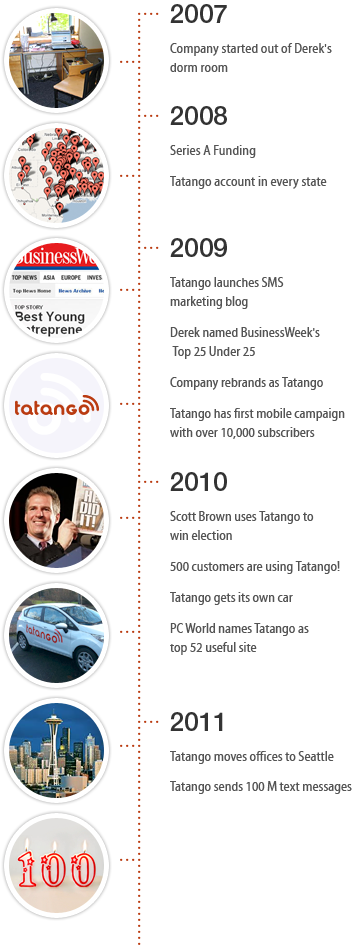 2007
Company started out of Derek's
dorm room
2008
Series A Funding
Tatango account in every state
BusinessWee
TOP NEWS ASIA EUROPE INVES
Top News Home News Archive
TOP STORY
Best Young
ntreprene
2009
Tatango launches SMS
marketing blog
Derek named BusinessWeek's
Top 25 Under 25
Company rebrands as Tatango
Tatango has first mobile campaign
with over 10,000 subscribers
tatango
2010
Scott Brown uses Tatango to
win election
500 customers are using Tatango!
Tatango gets its own car
PC World names Tatango as
top 52 useful site
HE
DID
IT!
tatango
2011
Tatango moves offices to Seattle
Tatango sends 100 M text messages
100